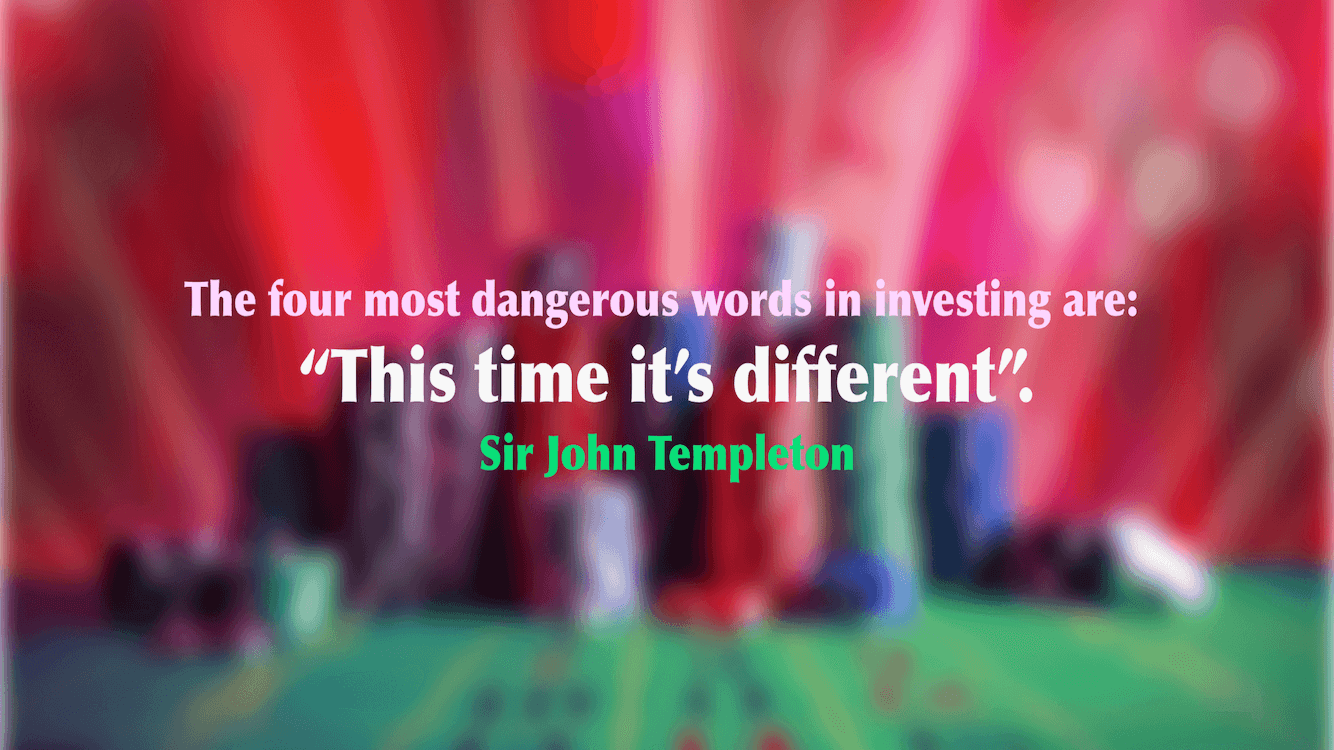 The four most dangerous words in investing are:
“This time it’s different”.
Sir John Templeton